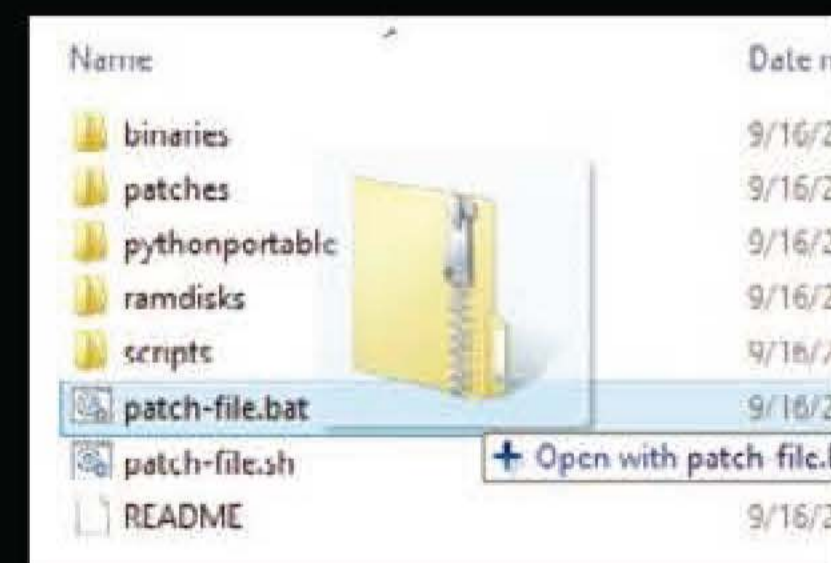 Name Date
binaries 9/16/2
patches 9/16/2
pythonportable 9/16/2
ramdisks 9/16/2
scripts 9/16/2
patch-file.bat 9/16/2
patch-file.sh
Open with patch file.
README 9/16/2